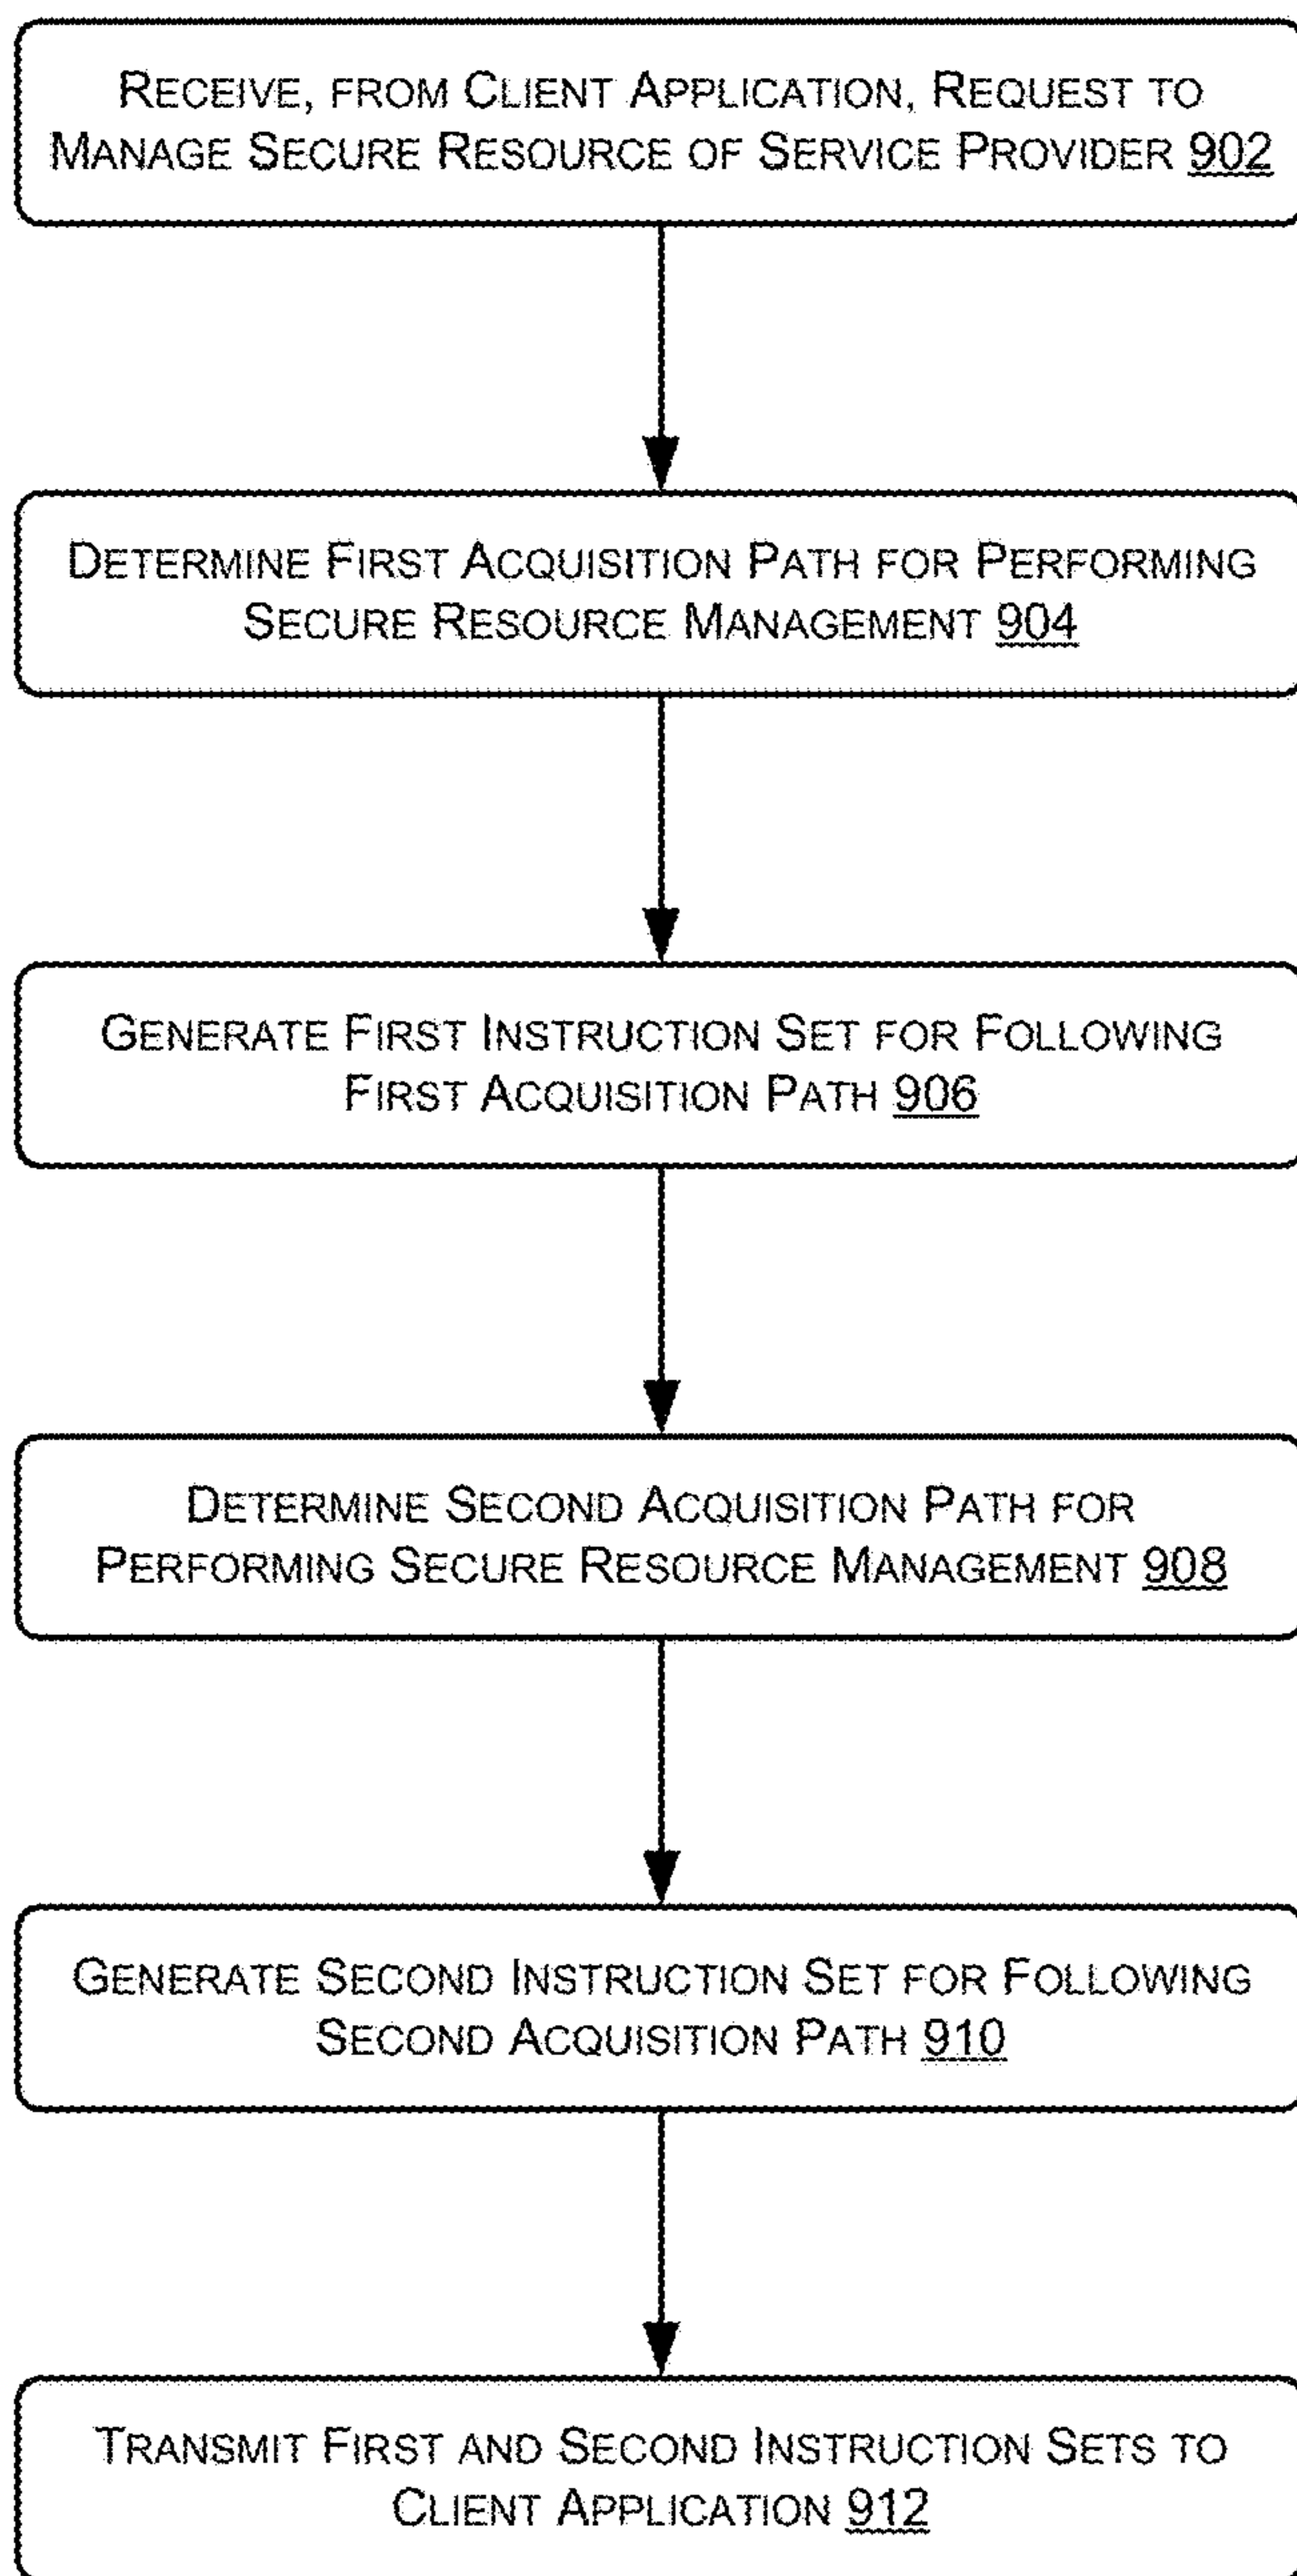 RECEIVE, FROM CLIENT APPLICATION, REQUEST TO
MANAGE SECURE RESOURCE OF SERVICE PROVIDER 902
DETERMINE FIRST ACQUISITION PATH FOR PERFORMING
SECURE RESOURCE MANAGEMENT 904
GENERATE FIRST INSTRUCTION SET FOR FOLLOWING
FIRST ACQUISITION PATH 906
DETERMINE SECOND ACQUISITION PATH FOR
PERFORMING SECURE RESOURCE MANAGEMENT 908
GENERATE SECOND INSTRUCTION SET FOR FOLLOWING
SECOND ACQUISITION PATH 910
TRANSMIT FIRST AND SECOND INSTRUCTION SETS TO
CLIENT APPLICATION 912